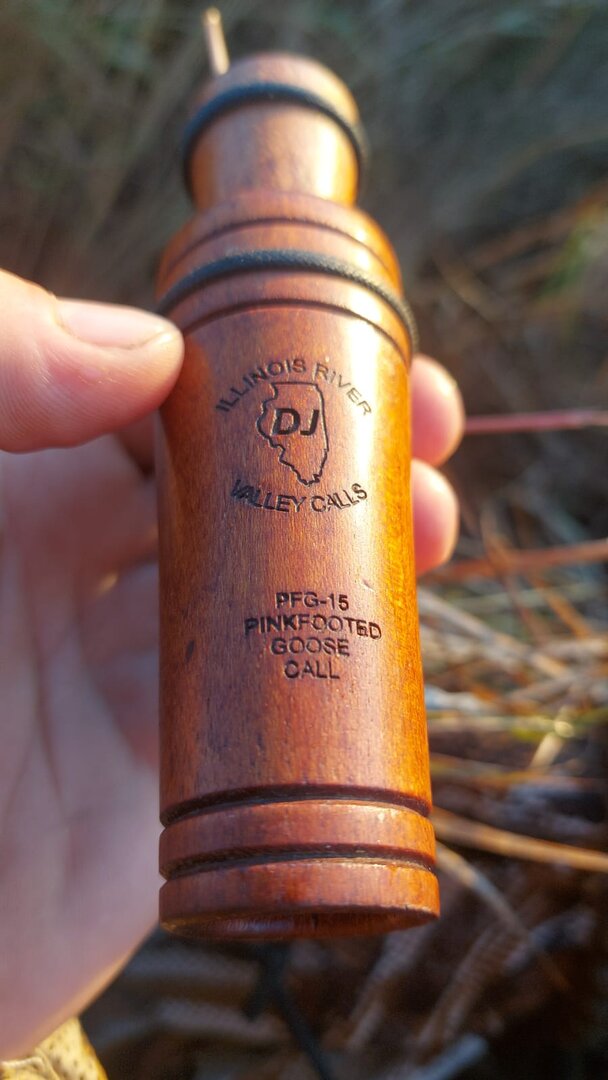 ILLINOIS RIVER
DJ
VALLEY CALLS
PFG-15
PINKFOOTED
GOOSE
CALL